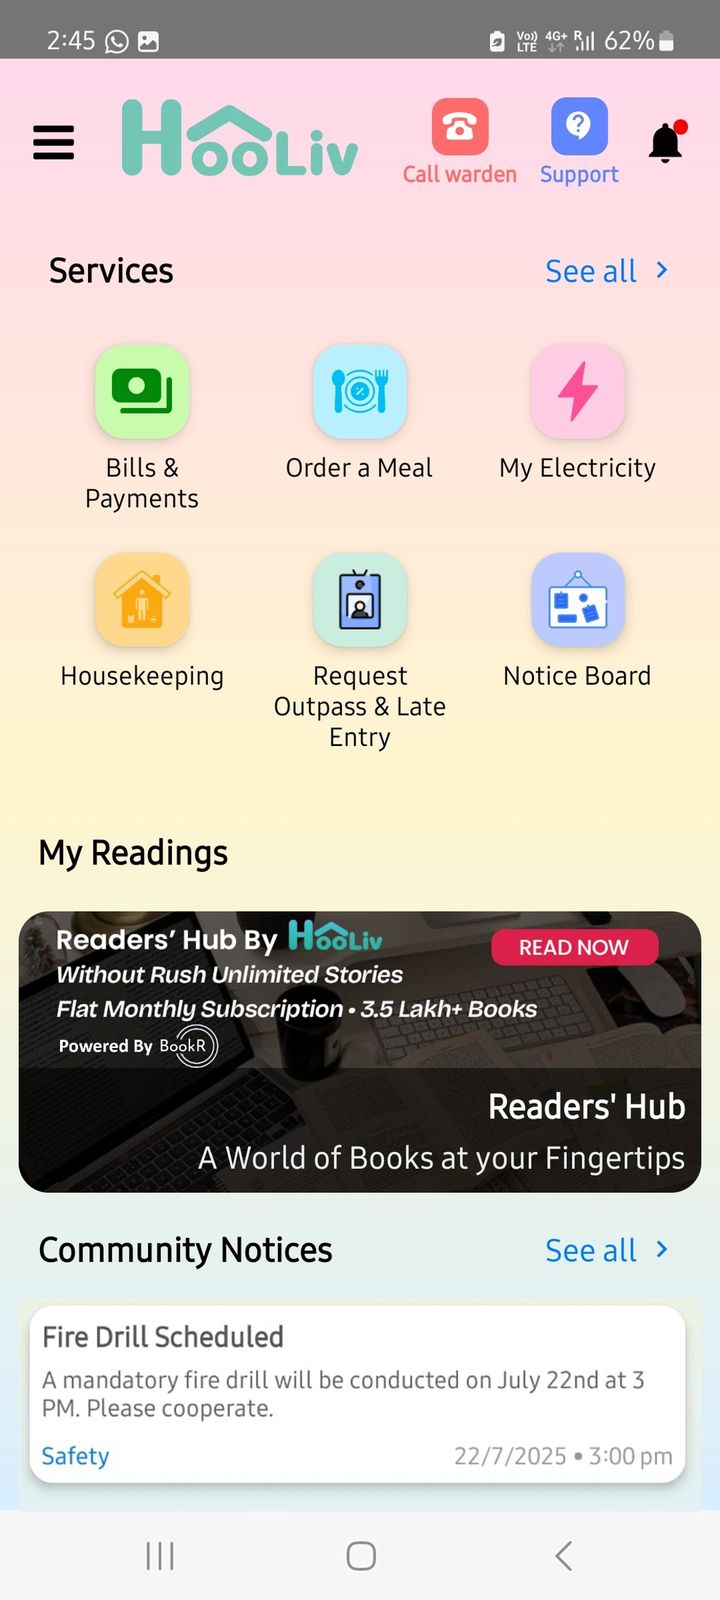 2:45
Vo))
LTE
4G+
R
62%
HooLiv
Call warden
Support
Services
See all
Bills &
Payments
Order a Meal
My Electricity
Housekeeping
Request
Outpass & Late
Entry
Notice Board
My Readings
Readers' Hub By HooLiv
READ NOW
Without Rush Unlimited Stories
Flat Monthly Subscription • 3.5 Lakh+ Books
Powered By BookR
Readers' Hub
A World of Books at your Fingertips
Community Notices
See all
Fire Drill Scheduled
A mandatory fire drill will be conducted on July 22nd at 3
PM. Please cooperate.
Safety
22/7/2025 • 3:00 pm